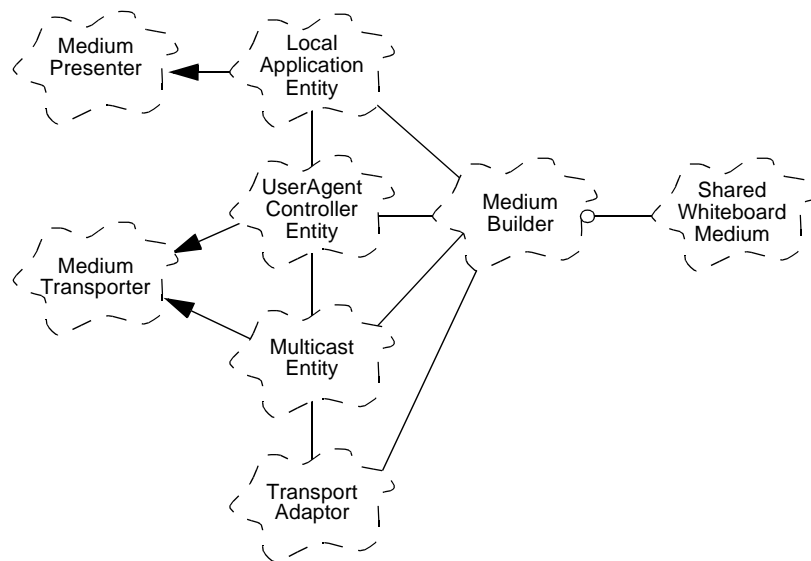 Medium
Presenter
Local
Application
Entity
UserAgent
Controller
Entity
Medium
Builder
Shared
Whiteboard
Medium
Medium
Transporter
Multicast
Entity
Transport
Adaptor